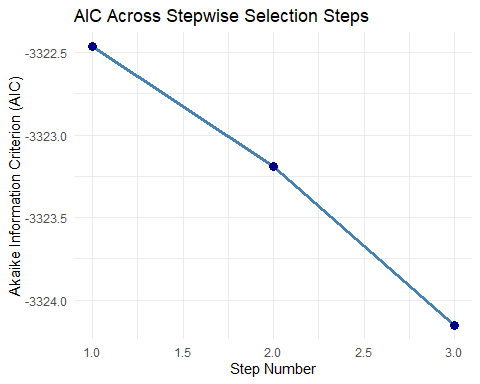 AIC Across Stepwise Selection Steps
Akaike Information Criterion (AIC)
-3322.5
-3323.0
-3323.5
-3324.0
1.0 1.5 2.0 2.5 3.0
Step Number